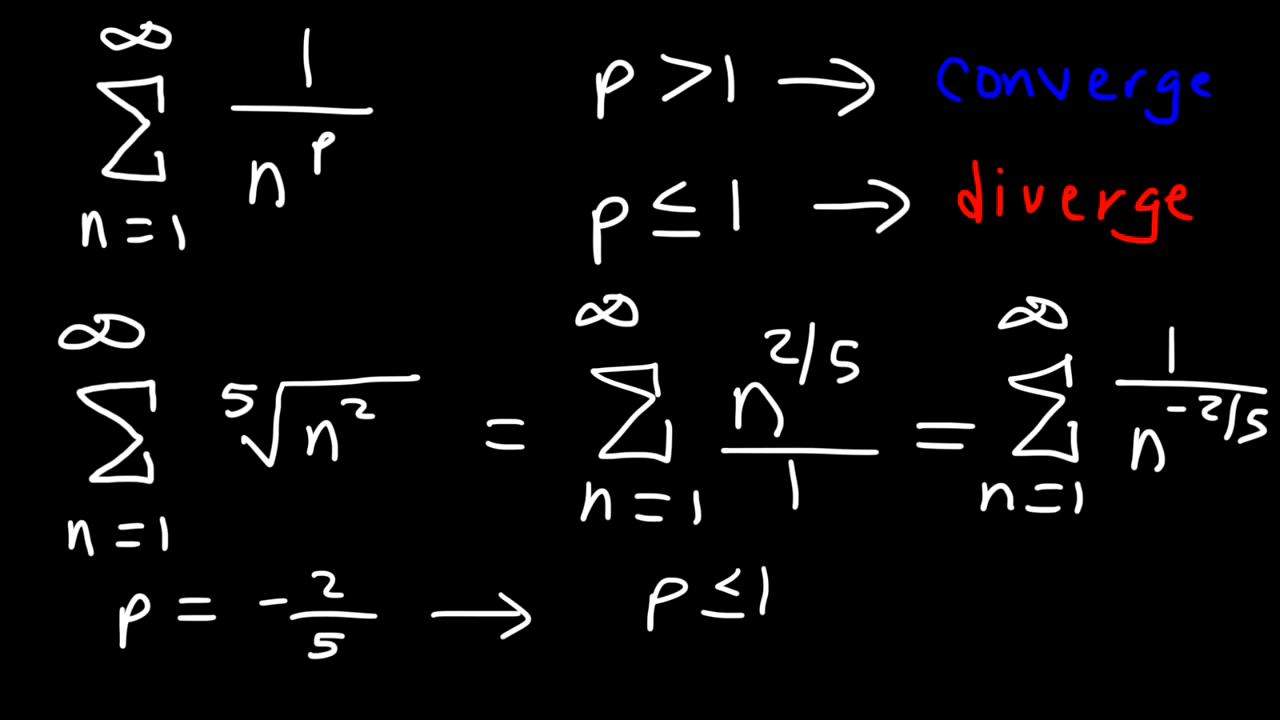 ∞ ∑ n=1 1/n^p p > 1 → converge
p ≤ 1 → diverge
∞ ∑ n=1 ⁵√n² = ∞ ∑ n=1 n^2/5 / 1 = ∞ ∑ n=1 1/n^-2/5
p = -2/5 → p ≤ 1